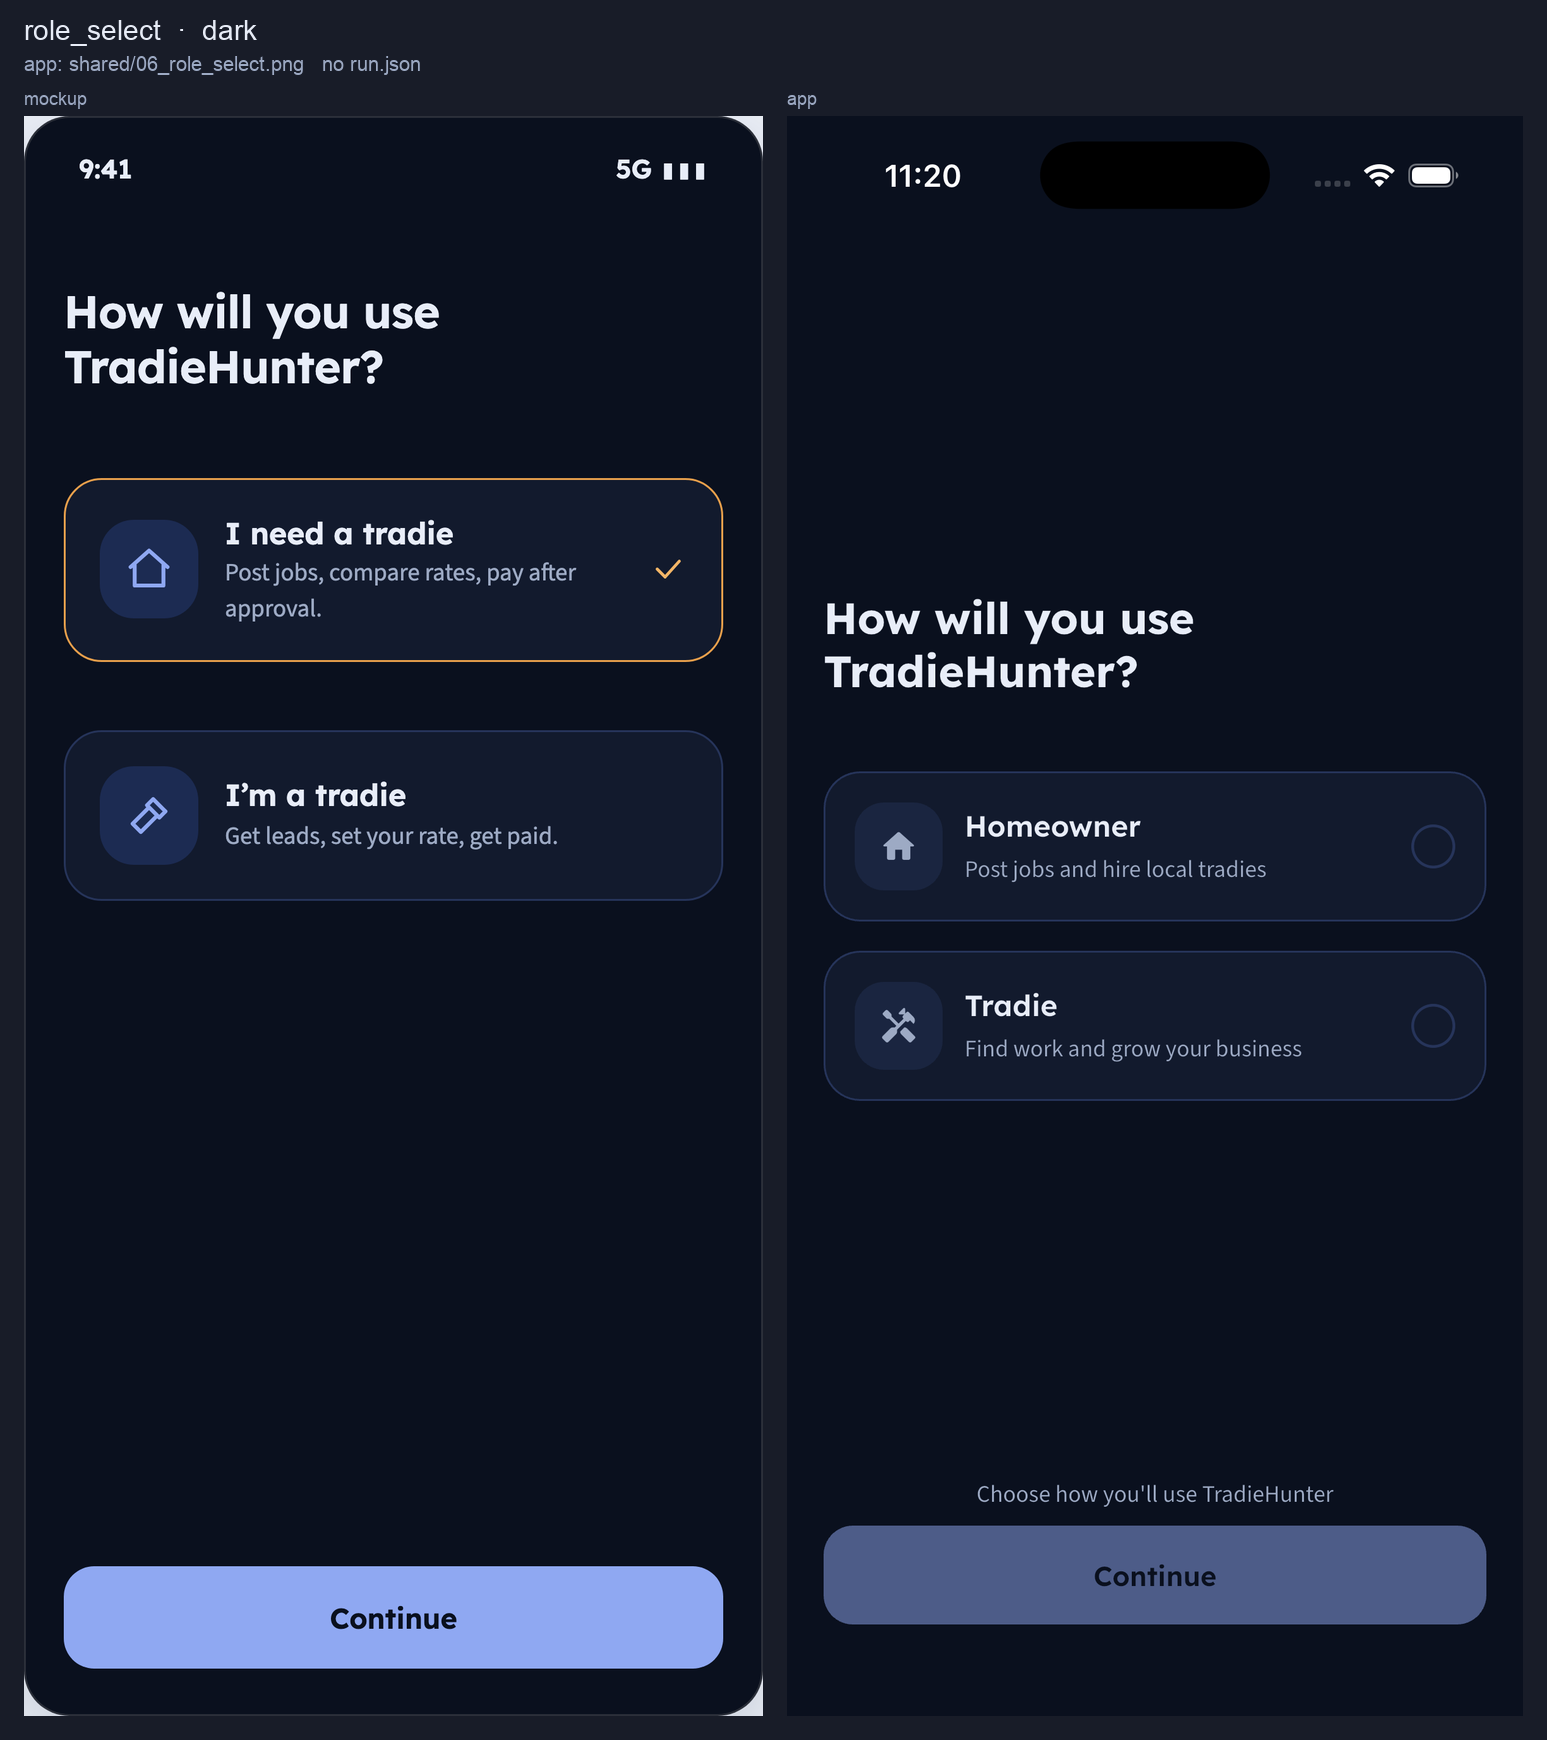 role_select · dark
app: shared/06_role_select.png no run.json
mockup
9:41
5G
How will you use
TradieHunter?
I need a tradie
Post jobs, compare rates, pay after
approval.
I’m a tradie
Get leads, set your rate, get paid.
Continue
app
11:20
How will you use
TradieHunter?
Homeowner
Post jobs and hire local tradies
Tradie
Find work and grow your business
Choose how you'll use TradieHunter
Continue